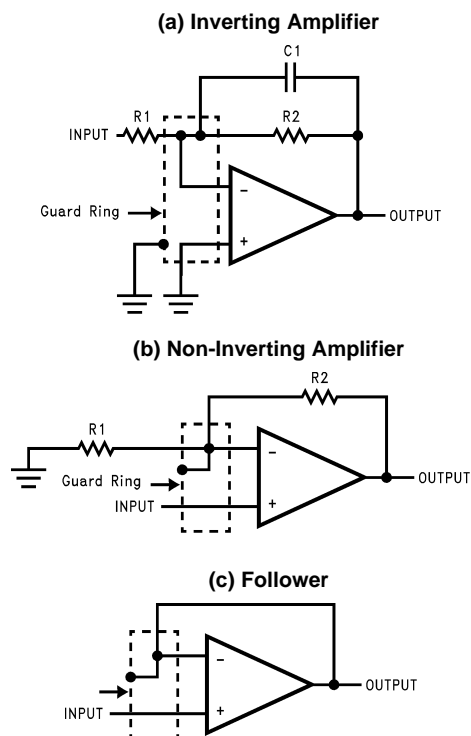 (a) Inverting Amplifier
C1
R1
R2
INPUT
−
Guard Ring
OUTPUT
+
(b) Non-Inverting Amplifier
R2
R1
−
Guard Ring
OUTPUT
INPUT
+
(c) Follower
−
OUTPUT
INPUT
+